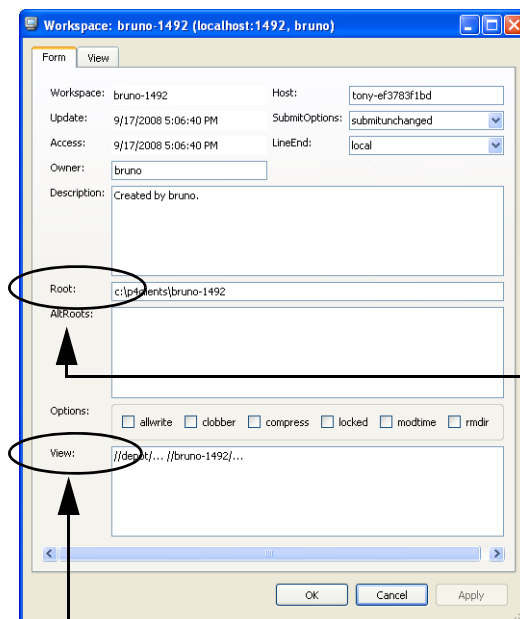 Workspace: bruno-1492 (localhost:1492, bruno)
Form View
Workspace: bruno-1492 Host: tony-ef3783f1bd
Update: 9/17/2008 5:06:40 PM SubmitOptions: submitunchanged
Access: 9/17/2008 5:06:40 PM LineEnd: local
Owner: bruno
Description: Created by bruno.
Root: c:\p4clients\bruno-1492
AltRoots:
Options: allwrite clobber compress locked modtime rmdir
View: //depot/... //bruno-1492/...
OK Cancel Apply